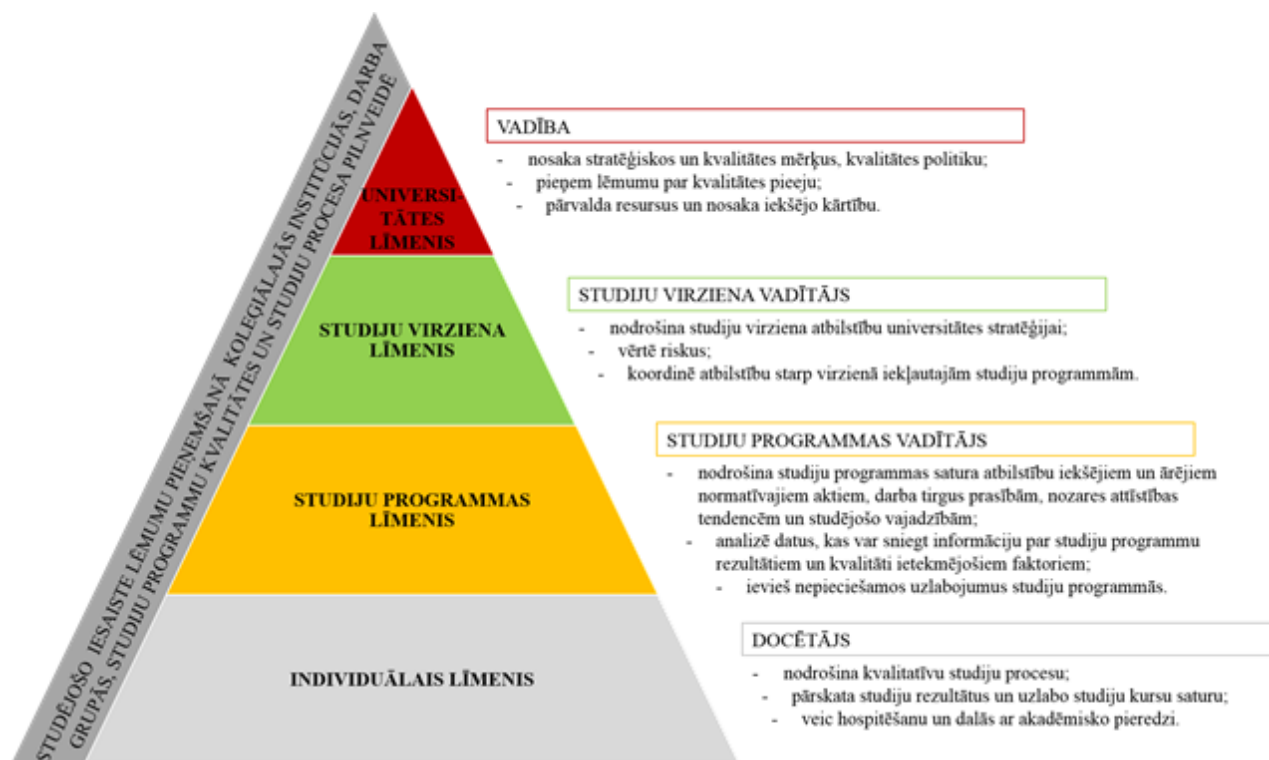 STUDĒJOŠO IESAISTE LĒMUMU PIEŅEMŠANĀ KOLEĢIĀLAJĀS INSTITŪCIJĀS, DARBA
GRUPĀS, STUDIJU PROGRAMMU KVALITĀTES UN STUDIJU PROCESA PILNVEIDĒ
UNIVERSI-
TĀTES
LĪMENIS
VADĪBA
- nosaka stratēģiskos un kvalitātes mērķus, kvalitātes politiku;
- pieņem lēmumu par kvalitātes pieeju;
- pārvalda resursus un nosaka iekšējo kārtību.
STUDIJU VIRZIENA
LĪMENIS
STUDIJU VIRZIENA VADĪTĀJS
- nodrošina studiju virziena atbilstību universitātes stratēģijai;
- vērtē riskus;
- koordinē atbilstību starp virzienā iekļautajām studiju programmām.
STUDIJU PROGRAMMAS
LĪMENIS
STUDIJU PROGRAMMAS VADĪTĀJS
- nodrošina studiju programmas satura atbilstību iekšējiem un ārējiem
normatīvajiem aktiem, darba tirgus prasībām, nozares attīstības
tendencēm un studējošo vajadzībām;
- analizē datus, kas var sniegt informāciju par studiju programmu
rezultātiem un kvalitāti ietekmējošiem faktoriem;
- ievieš nepieciešamos uzlabojumus studiju programmās.
INDIVIDUĀLAIS LĪMENIS
DOCĒTĀJS
- nodrošina kvalitatīvu studiju procesu;
- pārskata studiju rezultātus un uzlabo studiju kursu saturu;
- veic hospitēšanu un dalās ar akadēmisko pieredzi.